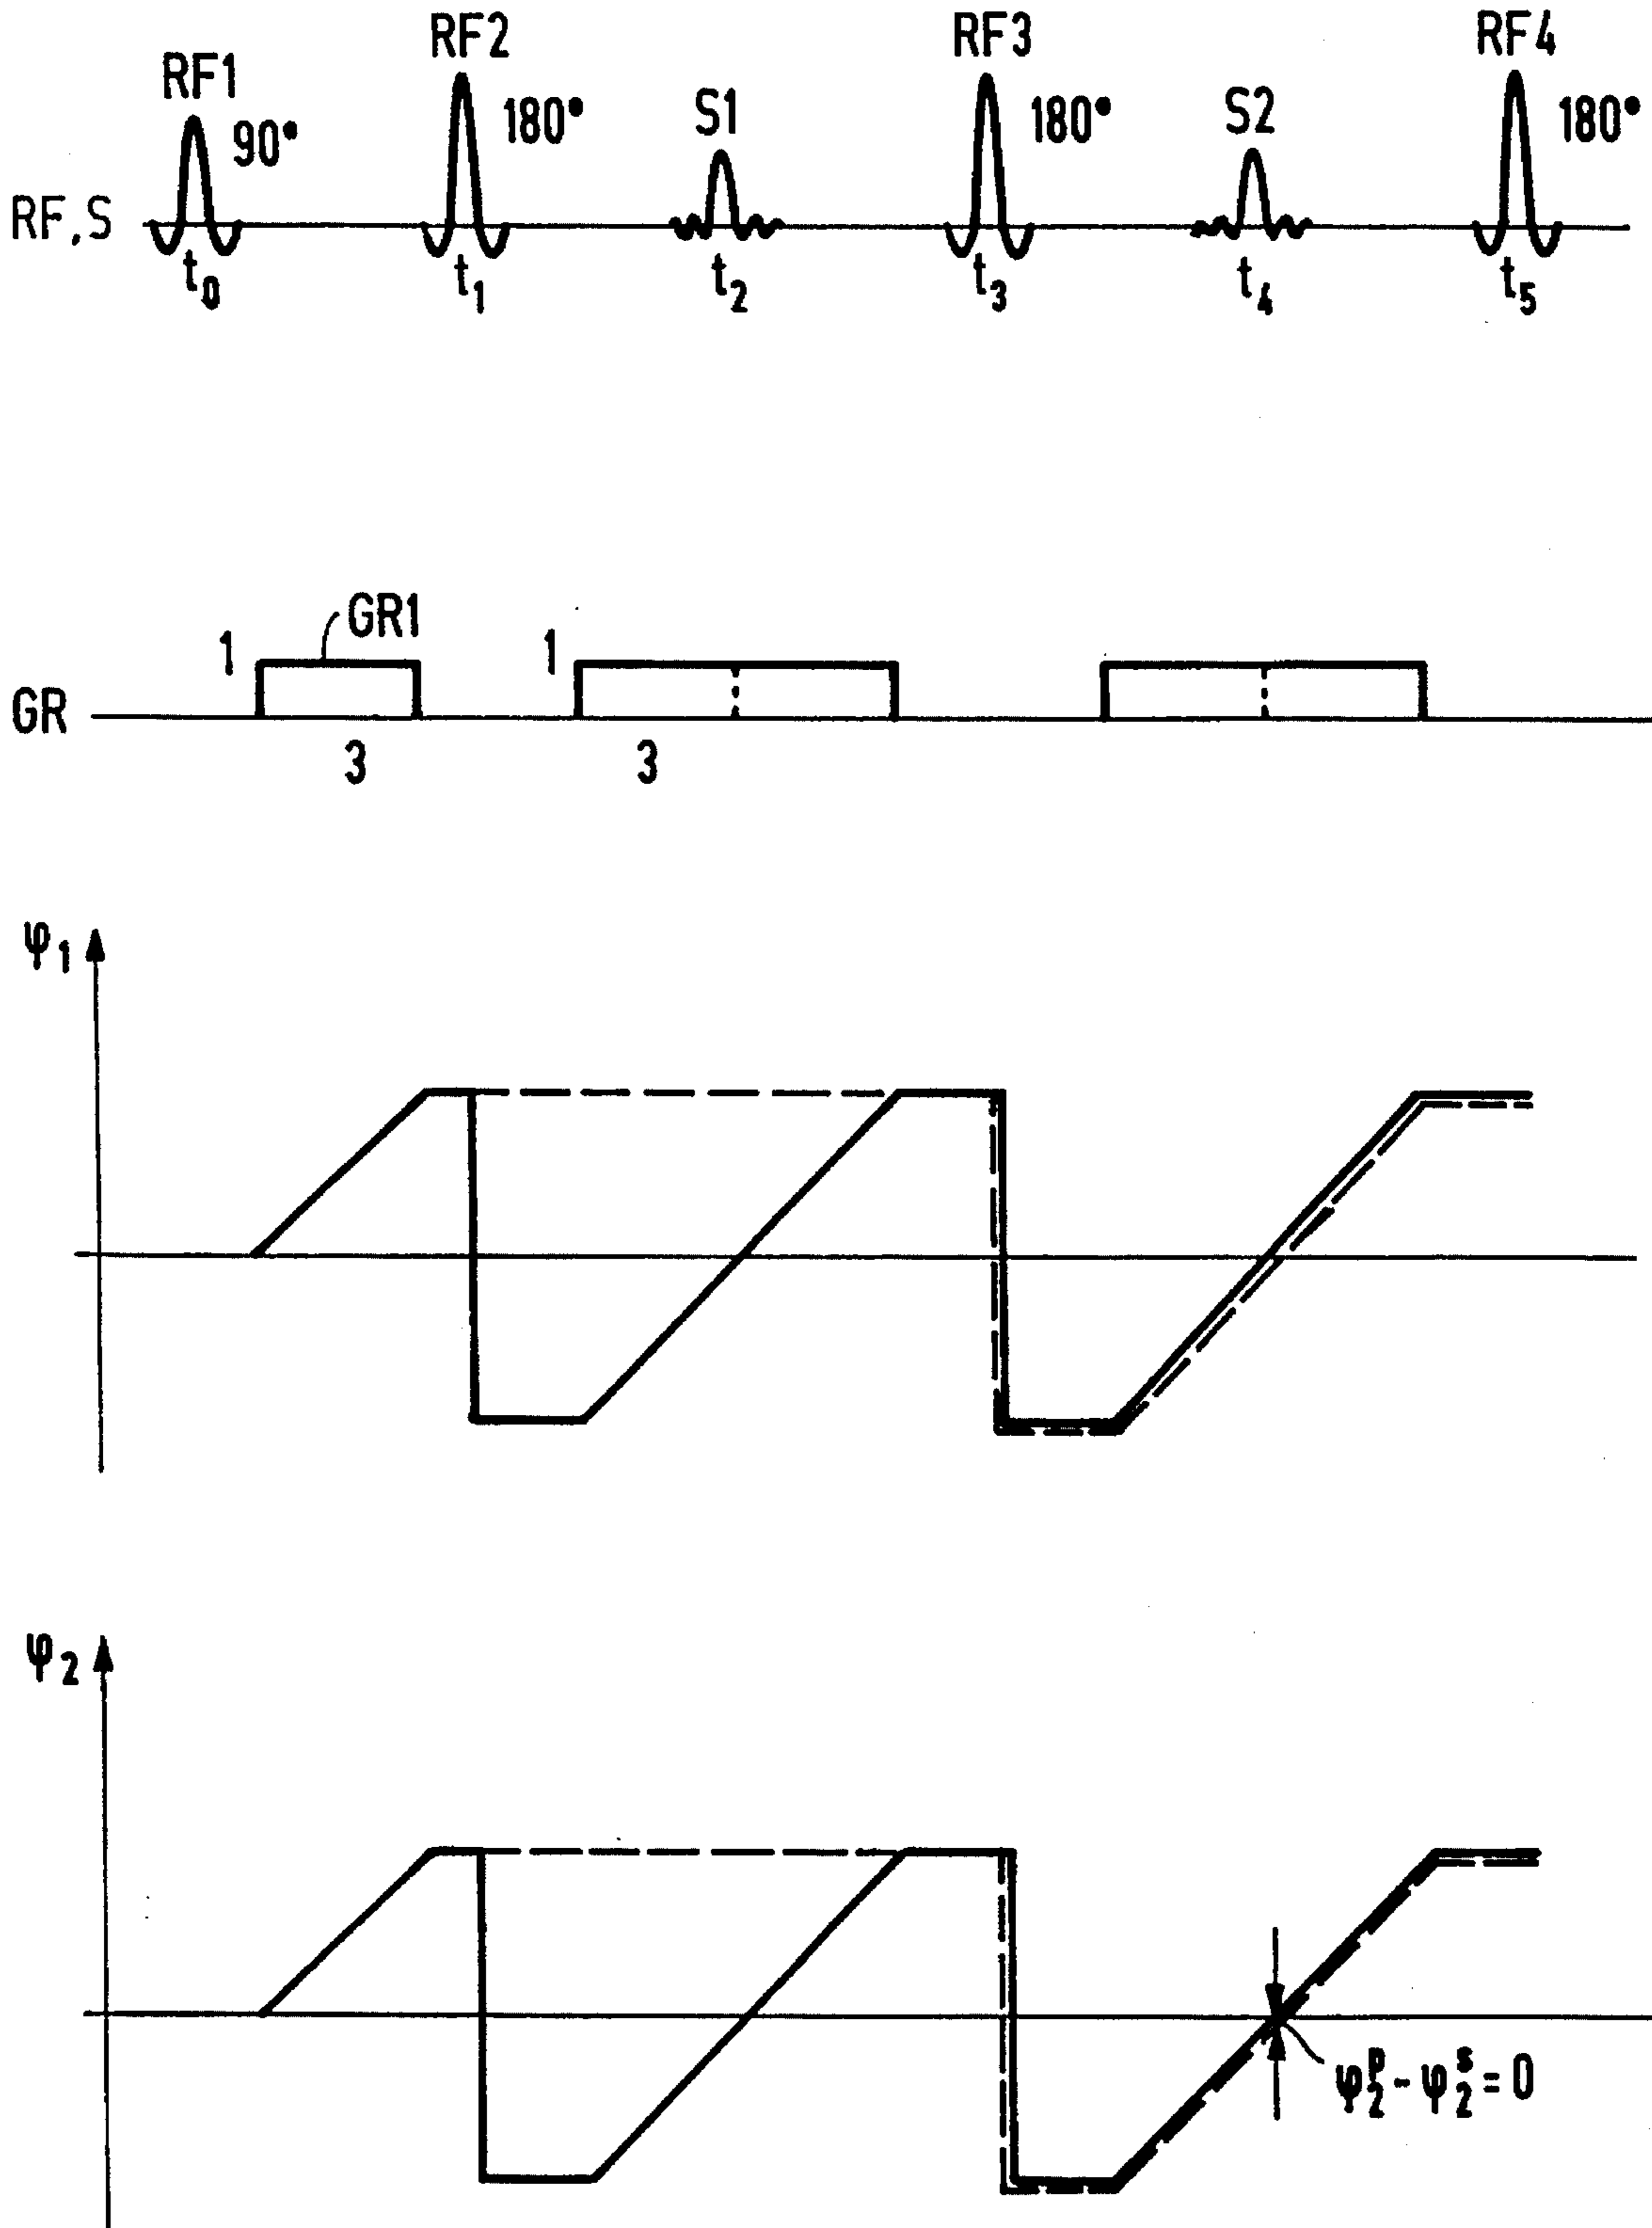 RF1 RF2 RF3 RF4
90° 180° S1 180° S2 180°
RF,S
t₀ t₁ t₂ t₃ t₄ t₅
1 GR1 1
GR
3 3
φ₁
φ₂
φ₂ᵖ - φ₂ˢ = 0